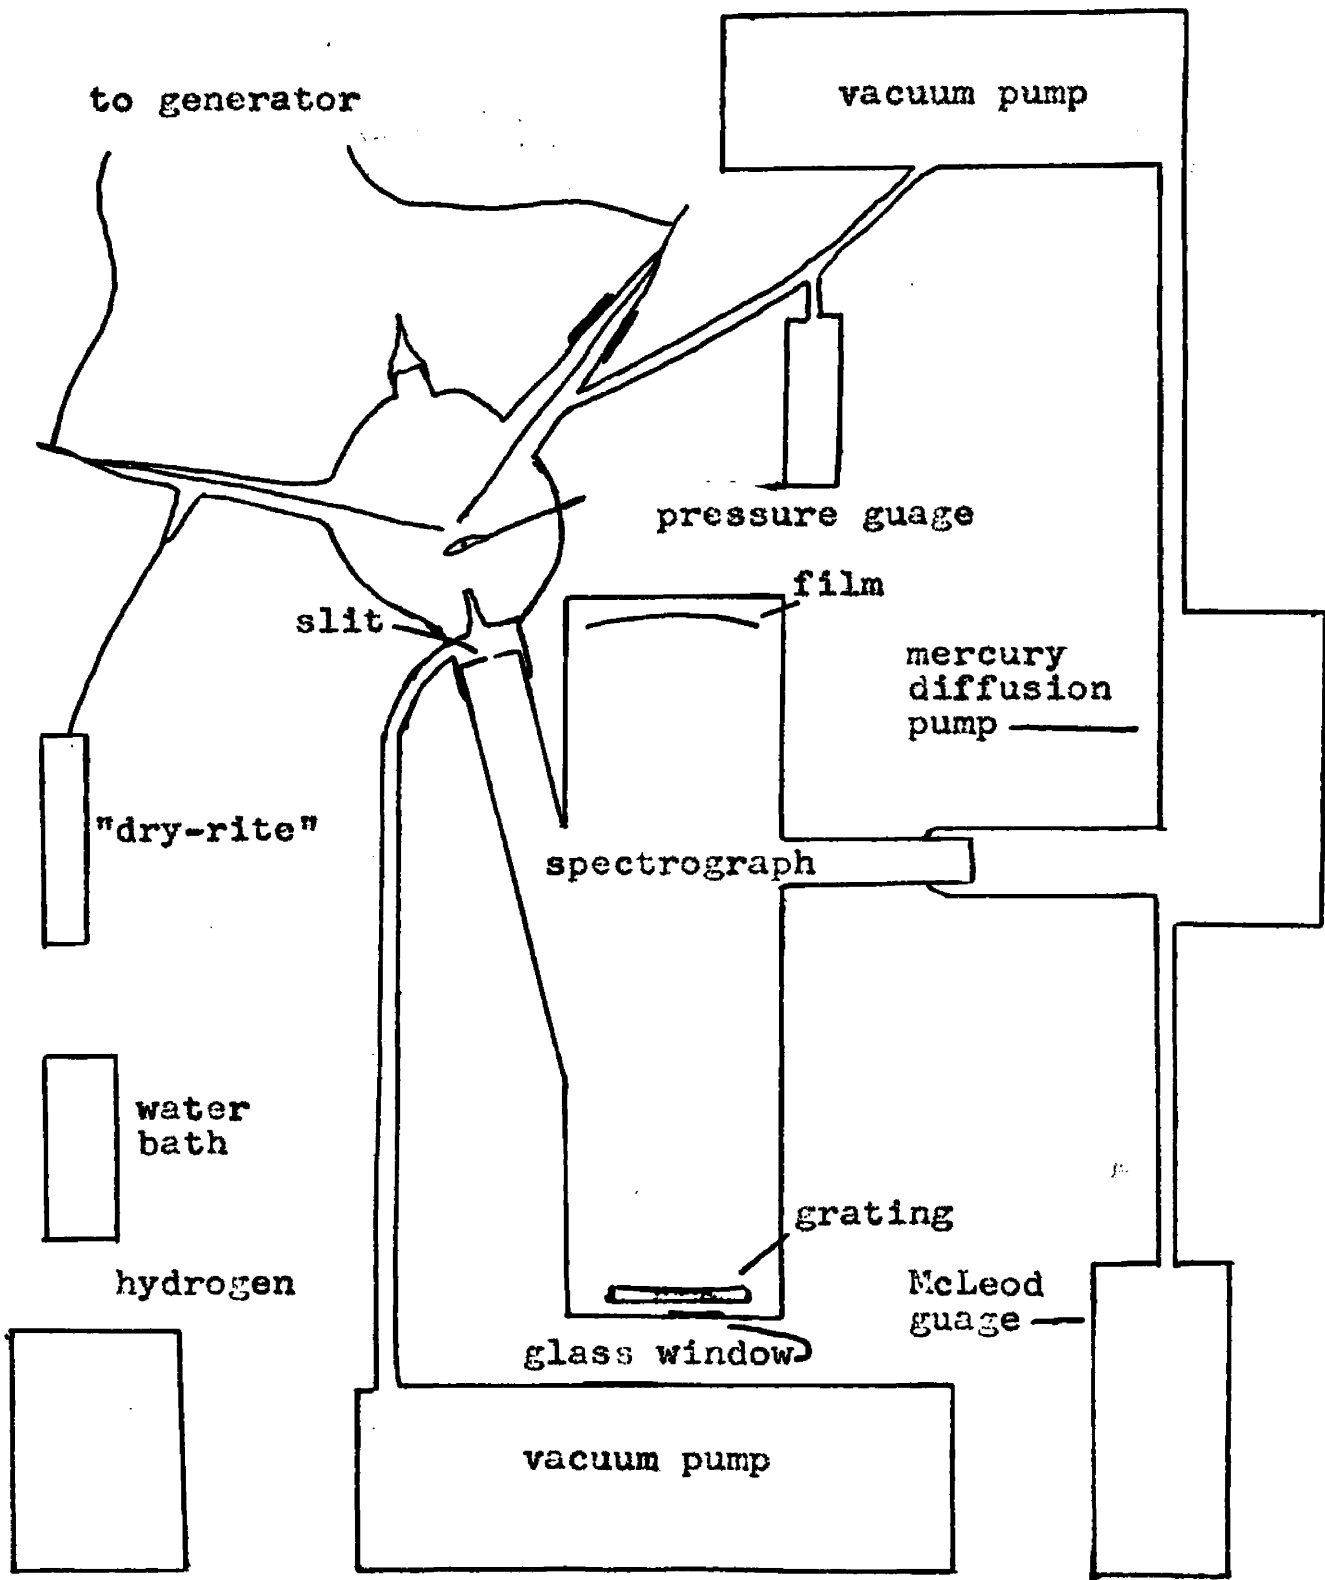 to generator
vacuum pump
pressure guage
film
slit
mercury
diffusion
pump
"dry-rite"
spectrograph
water
bath
grating
hydrogen
McLeod
guage
glass window
vacuum pump